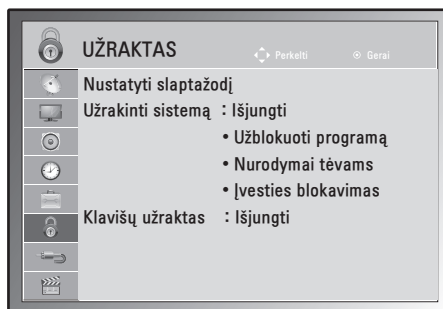 UŽRAKTAS Perkelti Gerai
Nustatyti slaptažodį
Užrakinti sistemą : Išjungti
• Užblokuoti programą
• Nurodymai tėvams
• Įvesties blokavimas
Klavišų užraktas : Išjungti